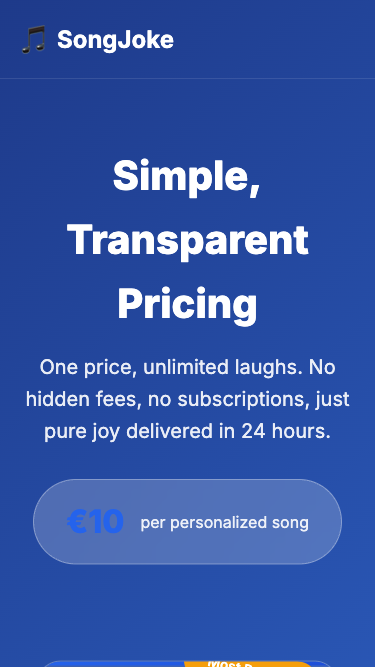 SongJoke
Simple,
Transparent
Pricing
One price, unlimited laughs. No
hidden fees, no subscriptions, just
pure joy delivered in 24 hours.
€10 per personalized song
Most